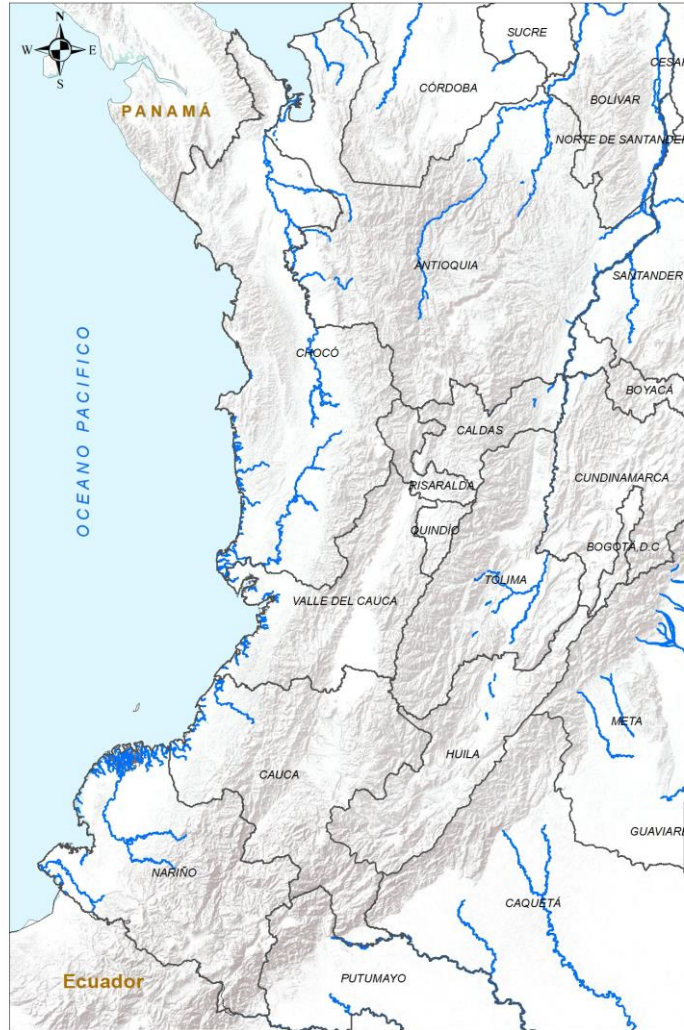 N
W E
S
SUCRE
CESAR
CÓRDOBA
BOLÍVAR
PANAMÁ
NORTE DE SANTANDER
ANTIOQUIA
SANTANDER
CHOCÓ
OCEANO PACIFICO
BOYACÁ
CALDAS
CUNDINAMARCA
RISARALDA
QUINDÍO
BOGOTÁ,D.C
TOLIMA
VALLE DEL CAUCA
META
HUILA
CAUCA
GUAVIARE
NARIÑO
CAQUETÁ
Ecuador
PUTUMAYO